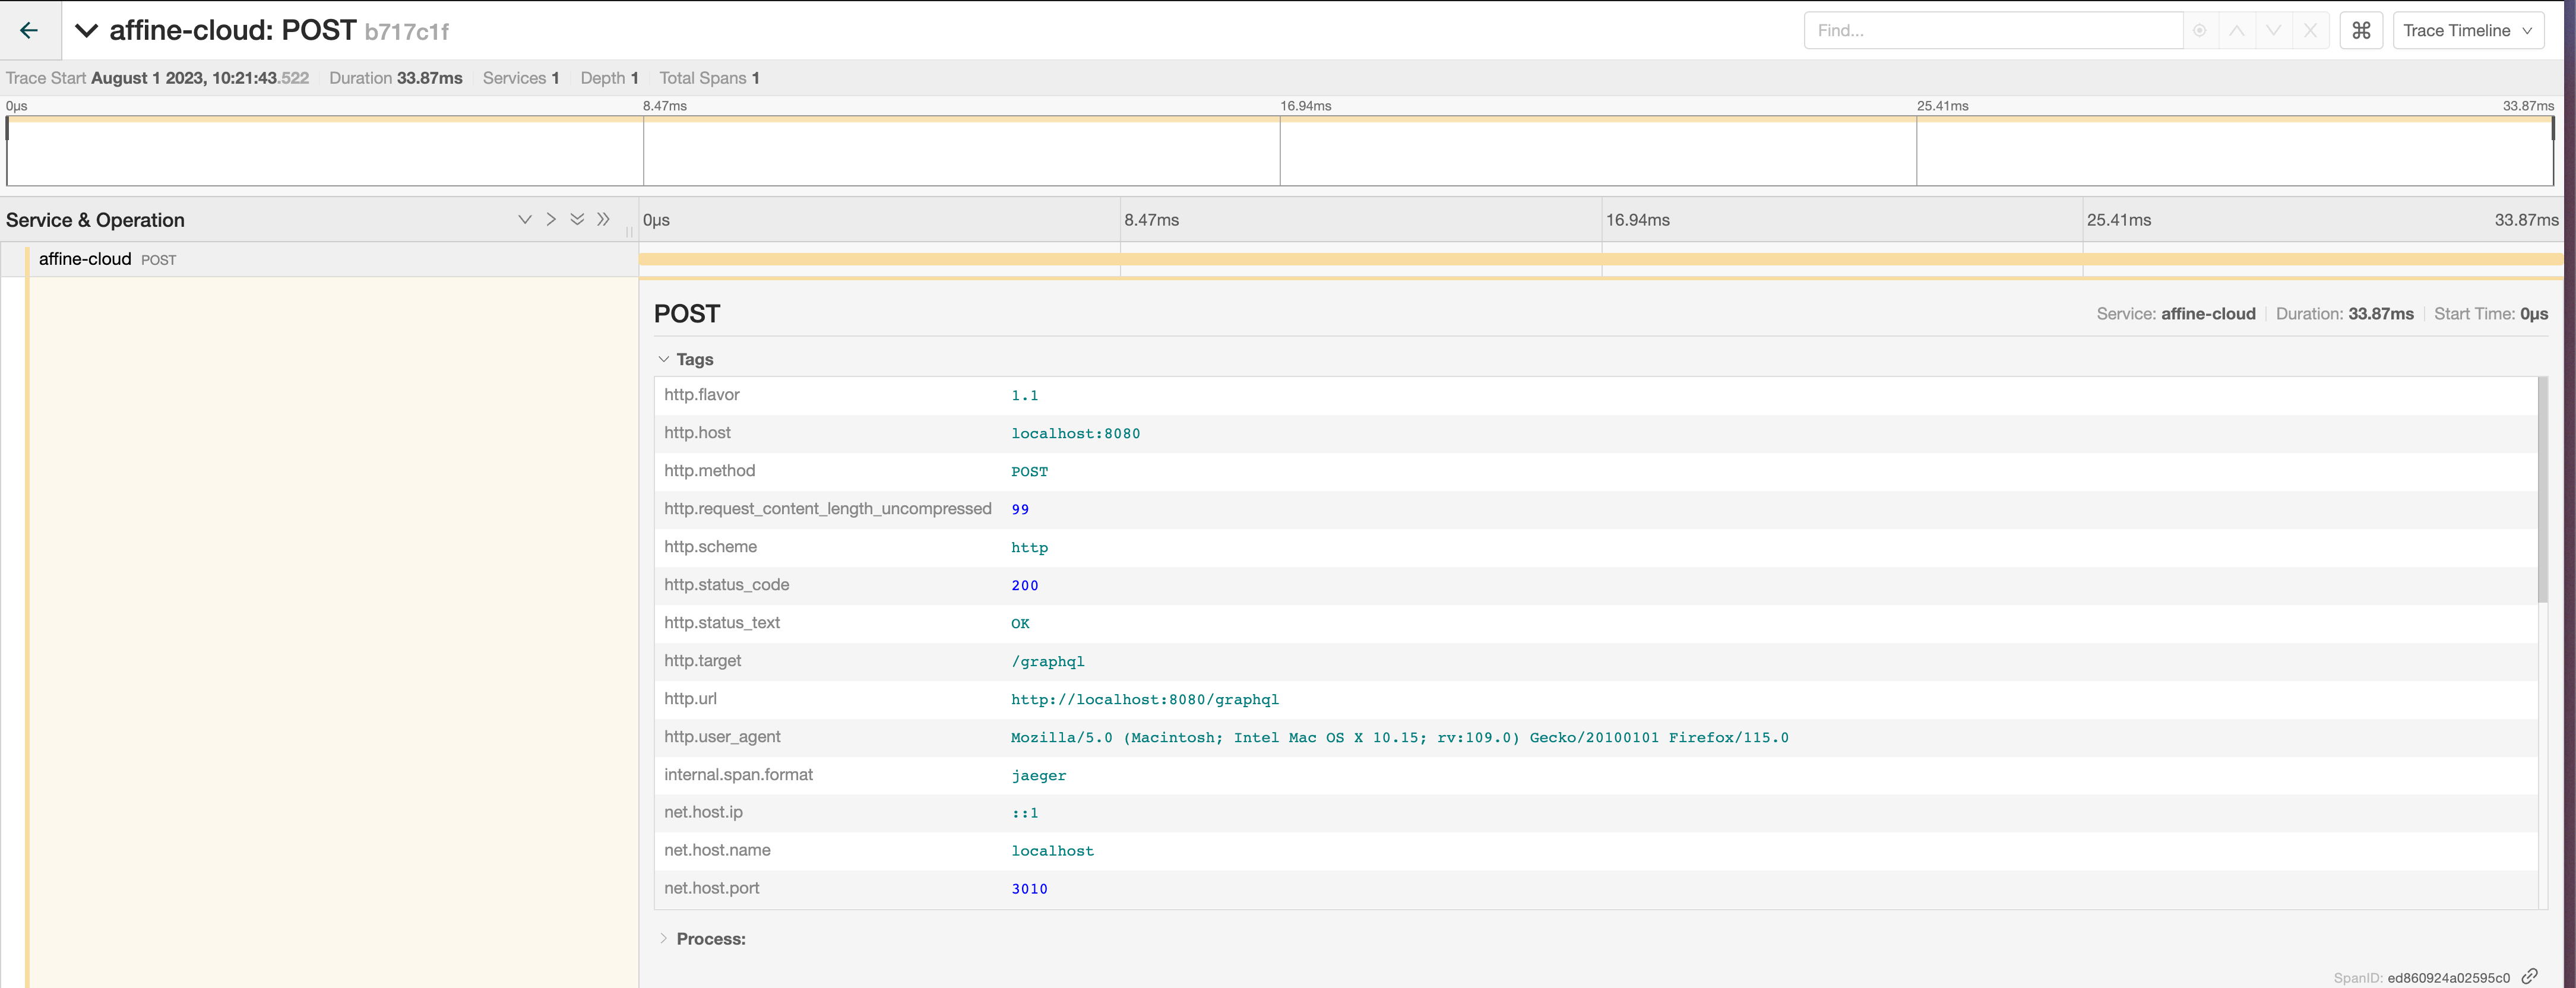 affine-cloud: POST b717c1f
Find...
⌘
Trace Timeline
Trace Start August 1 2023, 10:21:43.522 Duration 33.87ms Services 1 Depth 1 Total Spans 1
0μs 8.47ms 16.94ms 25.41ms 33.87ms
Service & Operation
0μs 8.47ms 16.94ms 25.41ms 33.87ms
affine-cloud POST
POST
Service: affine-cloud Duration: 33.87ms Start Time: 0μs
Tags
http.flavor 1.1
http.host localhost:8080
http.method POST
http.request_content_length_uncompressed 99
http.scheme http
http.status_code 200
http.status_text OK
http.target /graphql
http.url http://localhost:8080/graphql
http.user_agent Mozilla/5.0 (Macintosh; Intel Mac OS X 10.15; rv:109.0) Gecko/20100101 Firefox/115.0
internal.span.format jaeger
net.host.ip ::1
net.host.name localhost
net.host.port 3010
Process:
SpanID: ed860924a02595c0